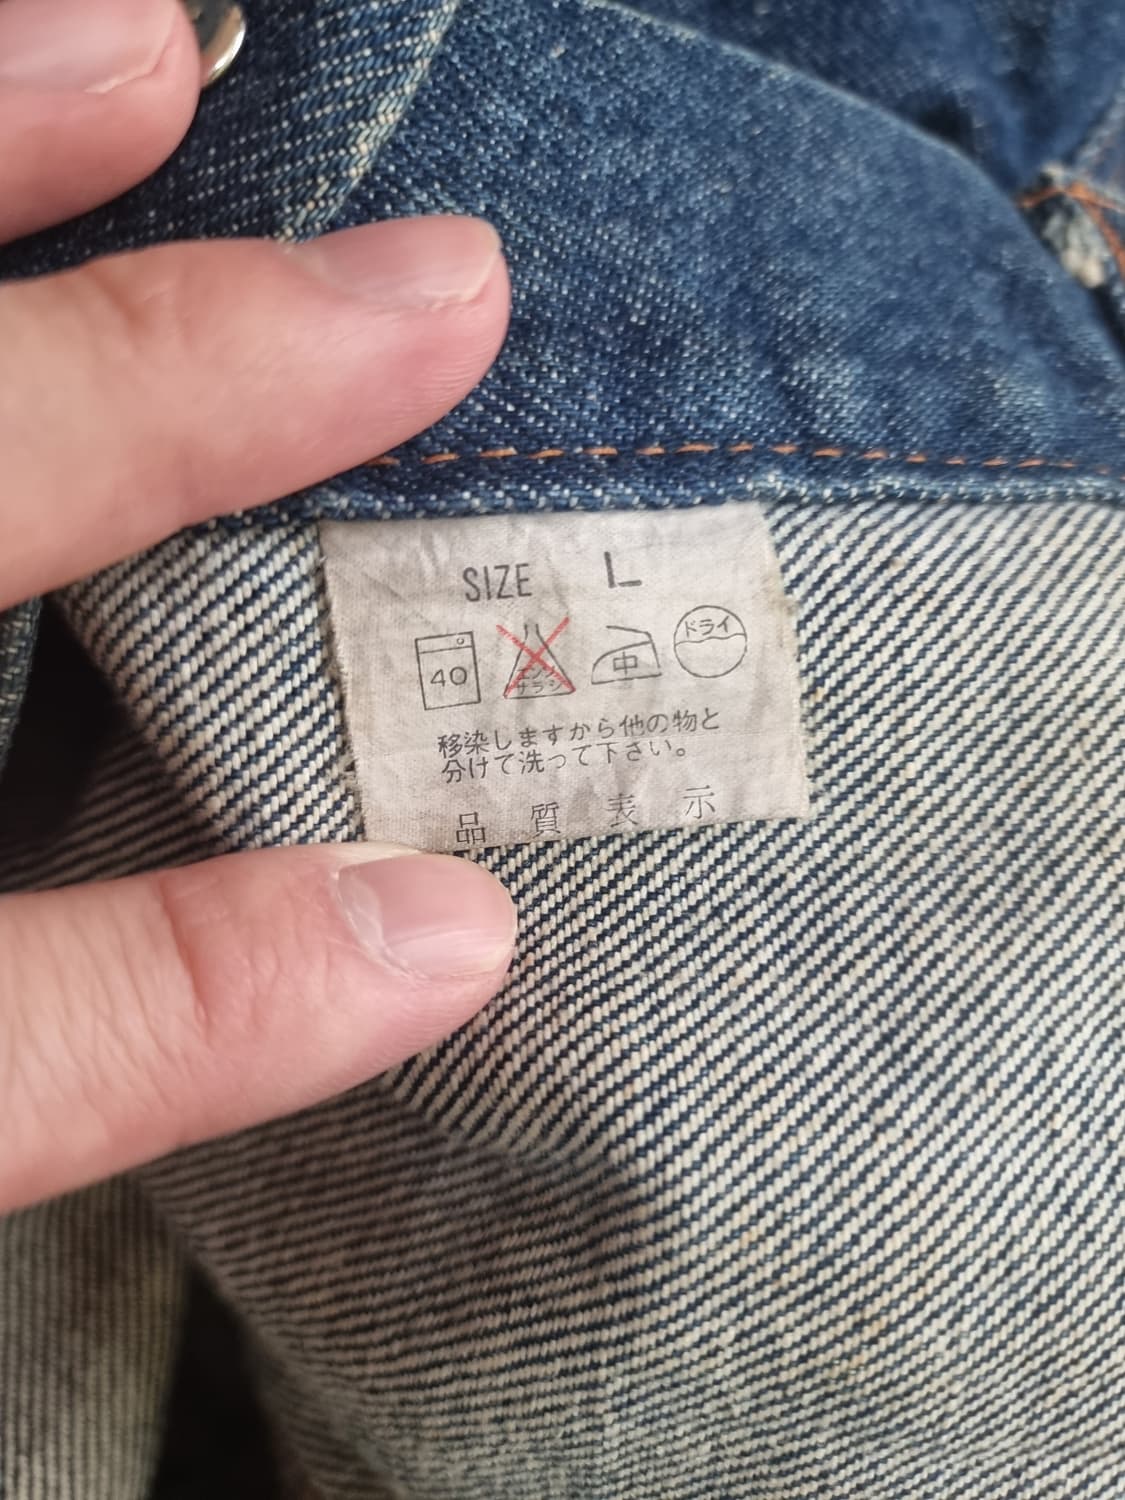 SIZE L
40 エンソ サラシ 中 ドライ
移染しますから他の物と
分けて洗って下さい。
品質表示